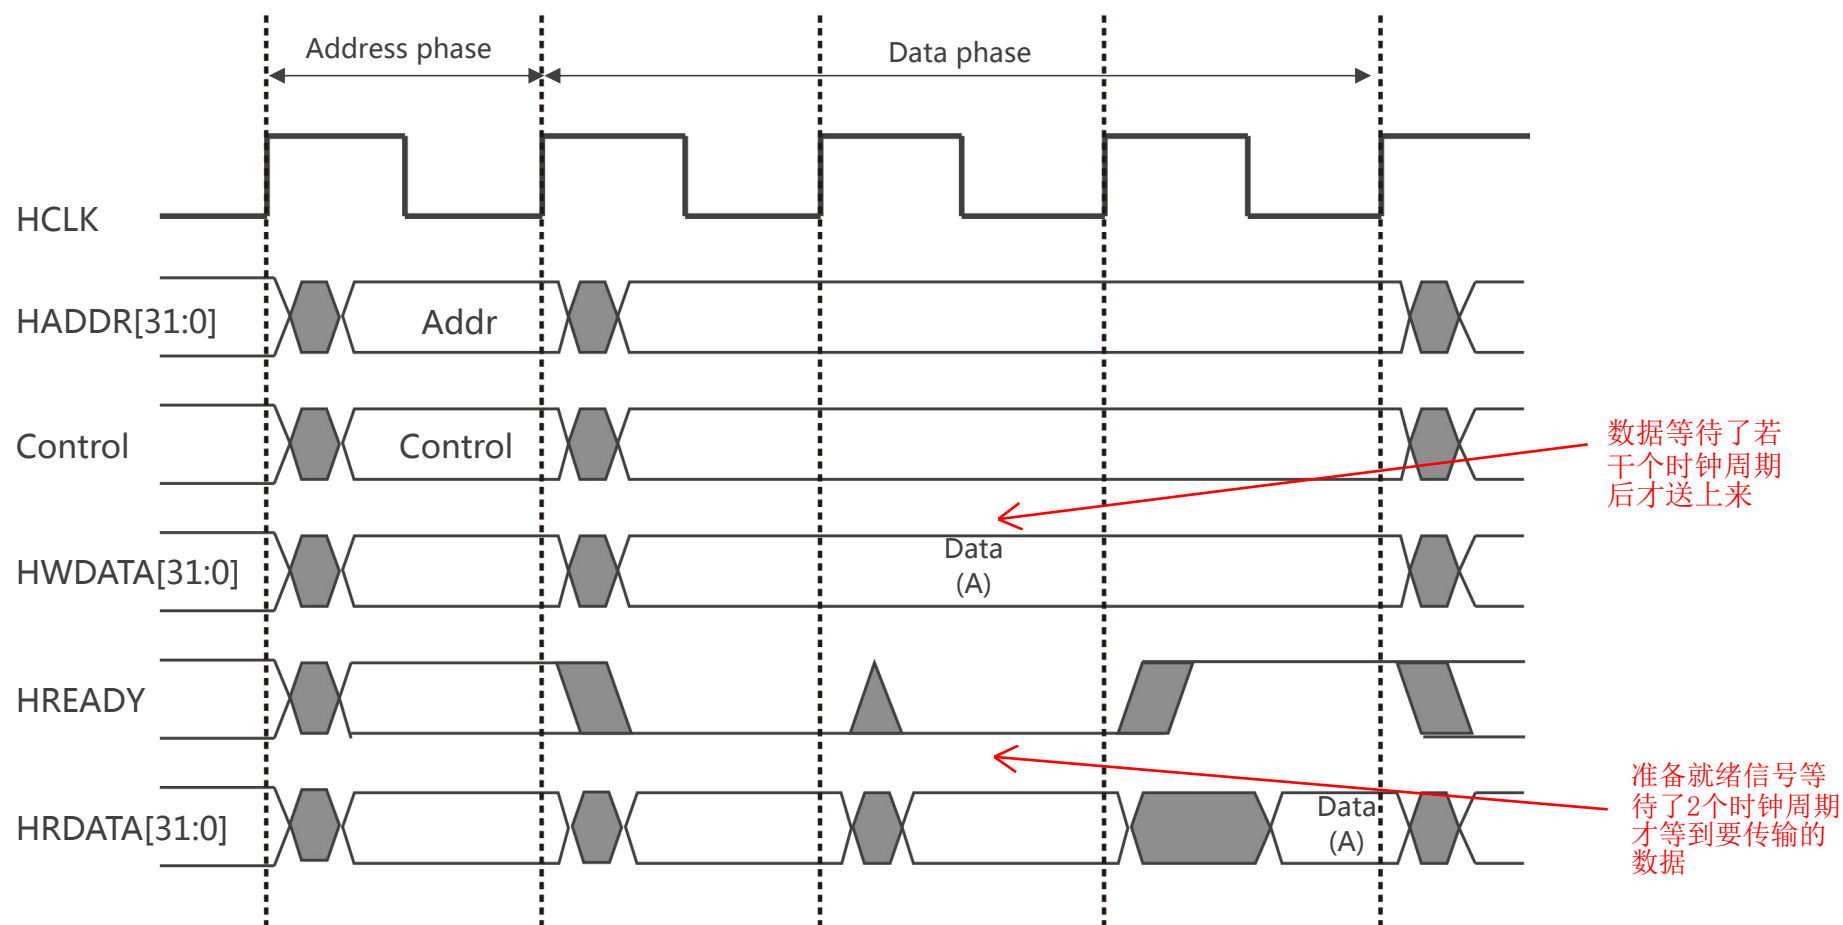 Address phase
Data phase
HCLK
HADDR[31:0]
Addr
Control
Control
数据等待了若
干个时钟周期
后才送上来
HWDATA[31:0]
Data
(A)
HREADY
准备就绪信号等
待了2个时钟周期
才等到要传输的
数据
HRDATA[31:0]
Data
(A)